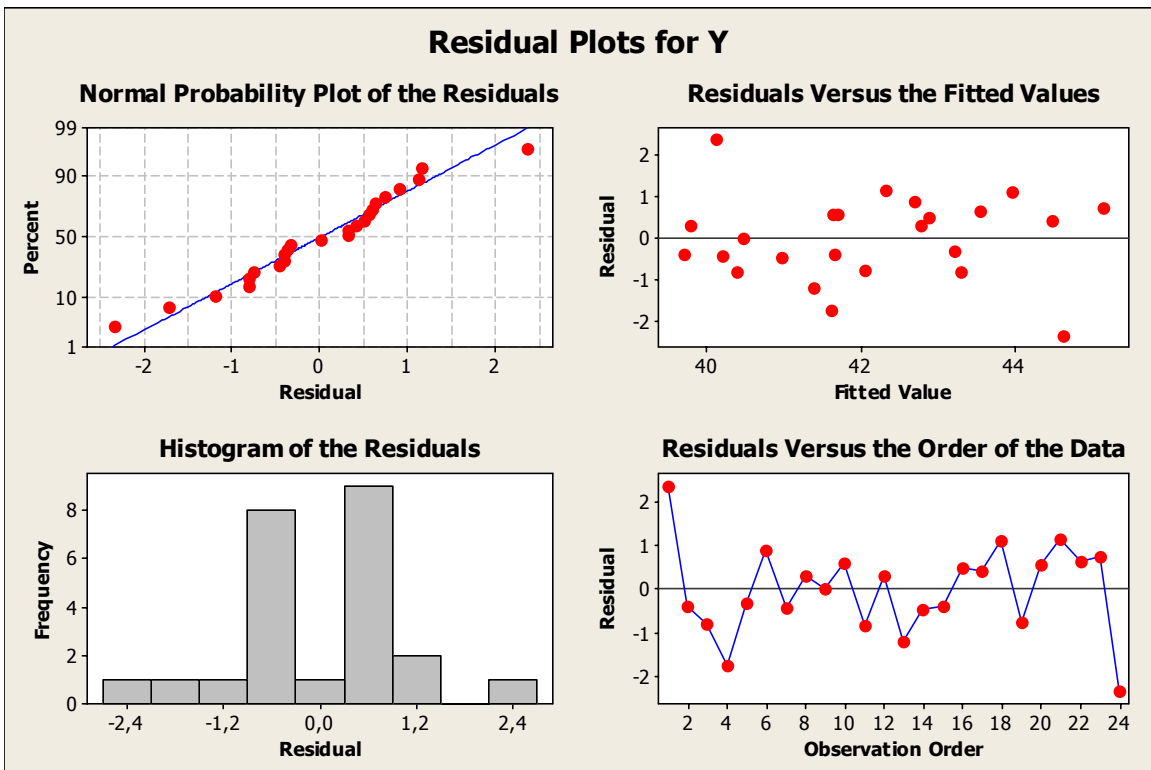 Residual Plots for Y
Normal Probability Plot of the Residuals
99
90
50
10
1
Percent
-2 -1 0 1 2
Residual
Residuals Versus the Fitted Values
2
1
0
-1
-2
Residual
40 42 44
Fitted Value
Histogram of the Residuals
8
6
4
2
0
Frequency
-2,4 -1,2 0,0 1,2 2,4
Residual
Residuals Versus the Order of the Data
2
1
0
-1
-2
Residual
2 4 6 8 10 12 14 16 18 20 22 24
Observation Order